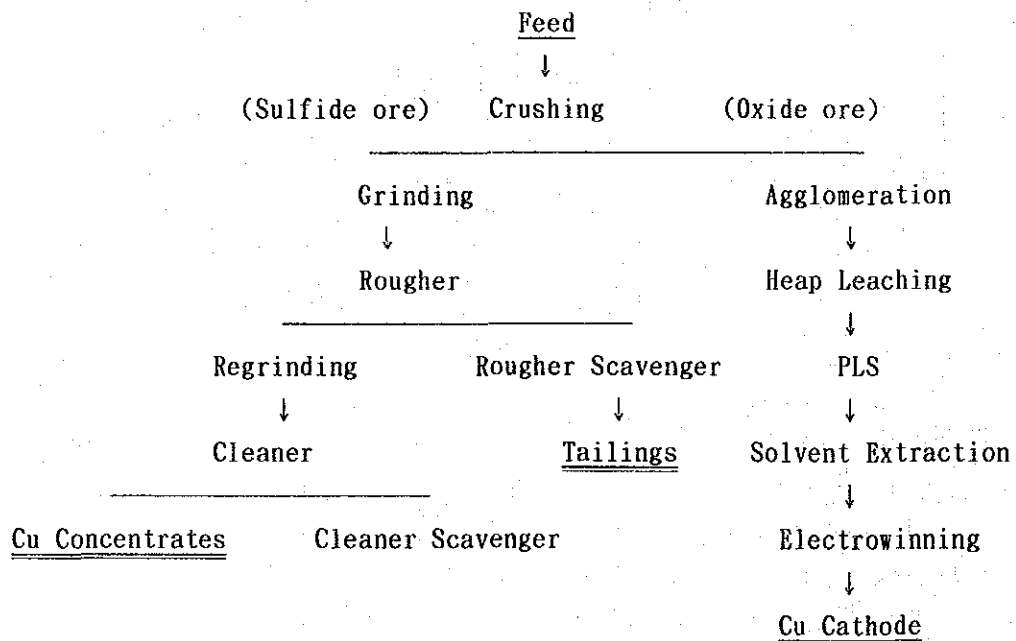 Feed
↓
(Sulfide ore) Crushing (Oxide ore)
Grinding Agglomeration
↓ ↓
Rougher Heap Leaching
↓
Regrinding Rougher Scavenger PLS
↓ ↓ ↓
Cleaner Tailings Solvent Extraction
↓
Cu Concentrates Cleaner Scavenger Electrowinning
↓
Cu Cathode